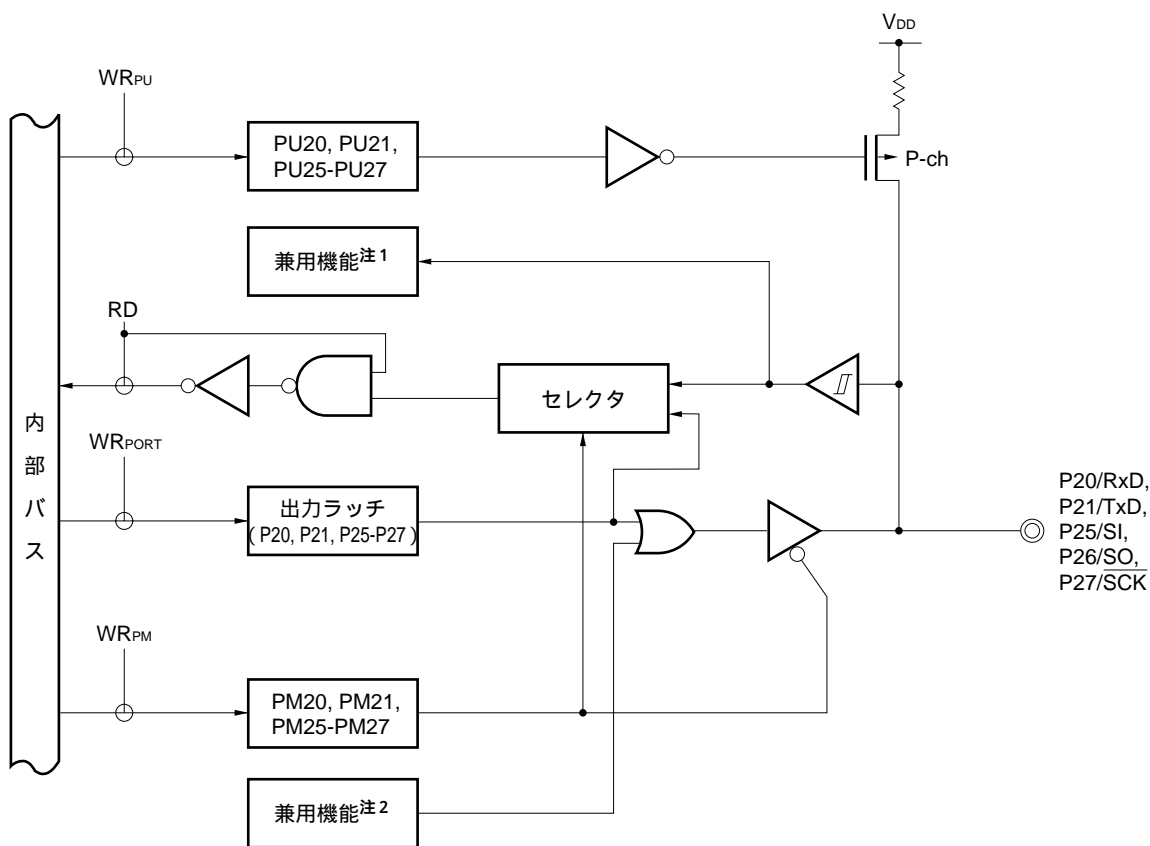 VDD
WRPU
PU20, PU21,
PU25-PU27
P-ch
兼用機能注1
RD
セレクタ
内部バス
WRPORT
出力ラッチ
( P20, P21, P25-P27 )
P20/RxD,
P21/TxD,
P25/SI,
P26/SO,
P27/SCK
WRPM
PM20, PM21,
PM25-PM27
兼用機能注2